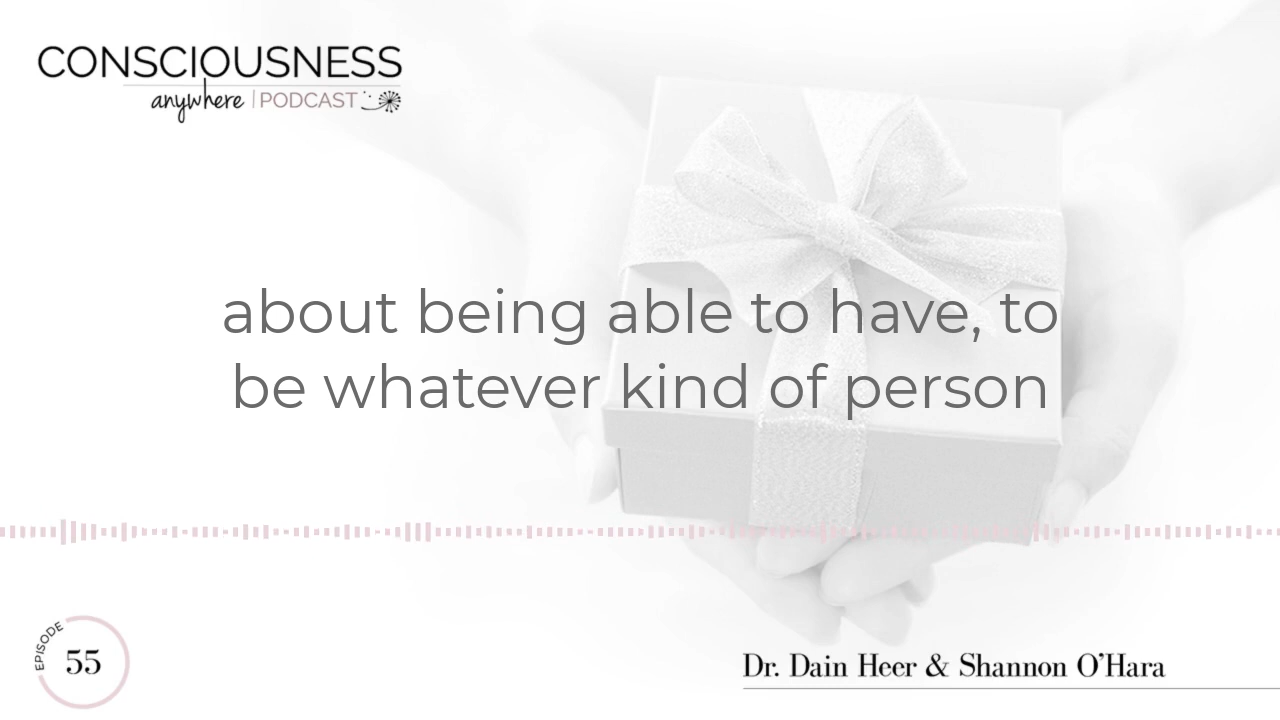 CONSCIOUSNESS
anywhere | PODCAST
about being able to have, to
be whatever kind of person
EPISODE
55
Dr. Dain Heer & Shannon O'Hara